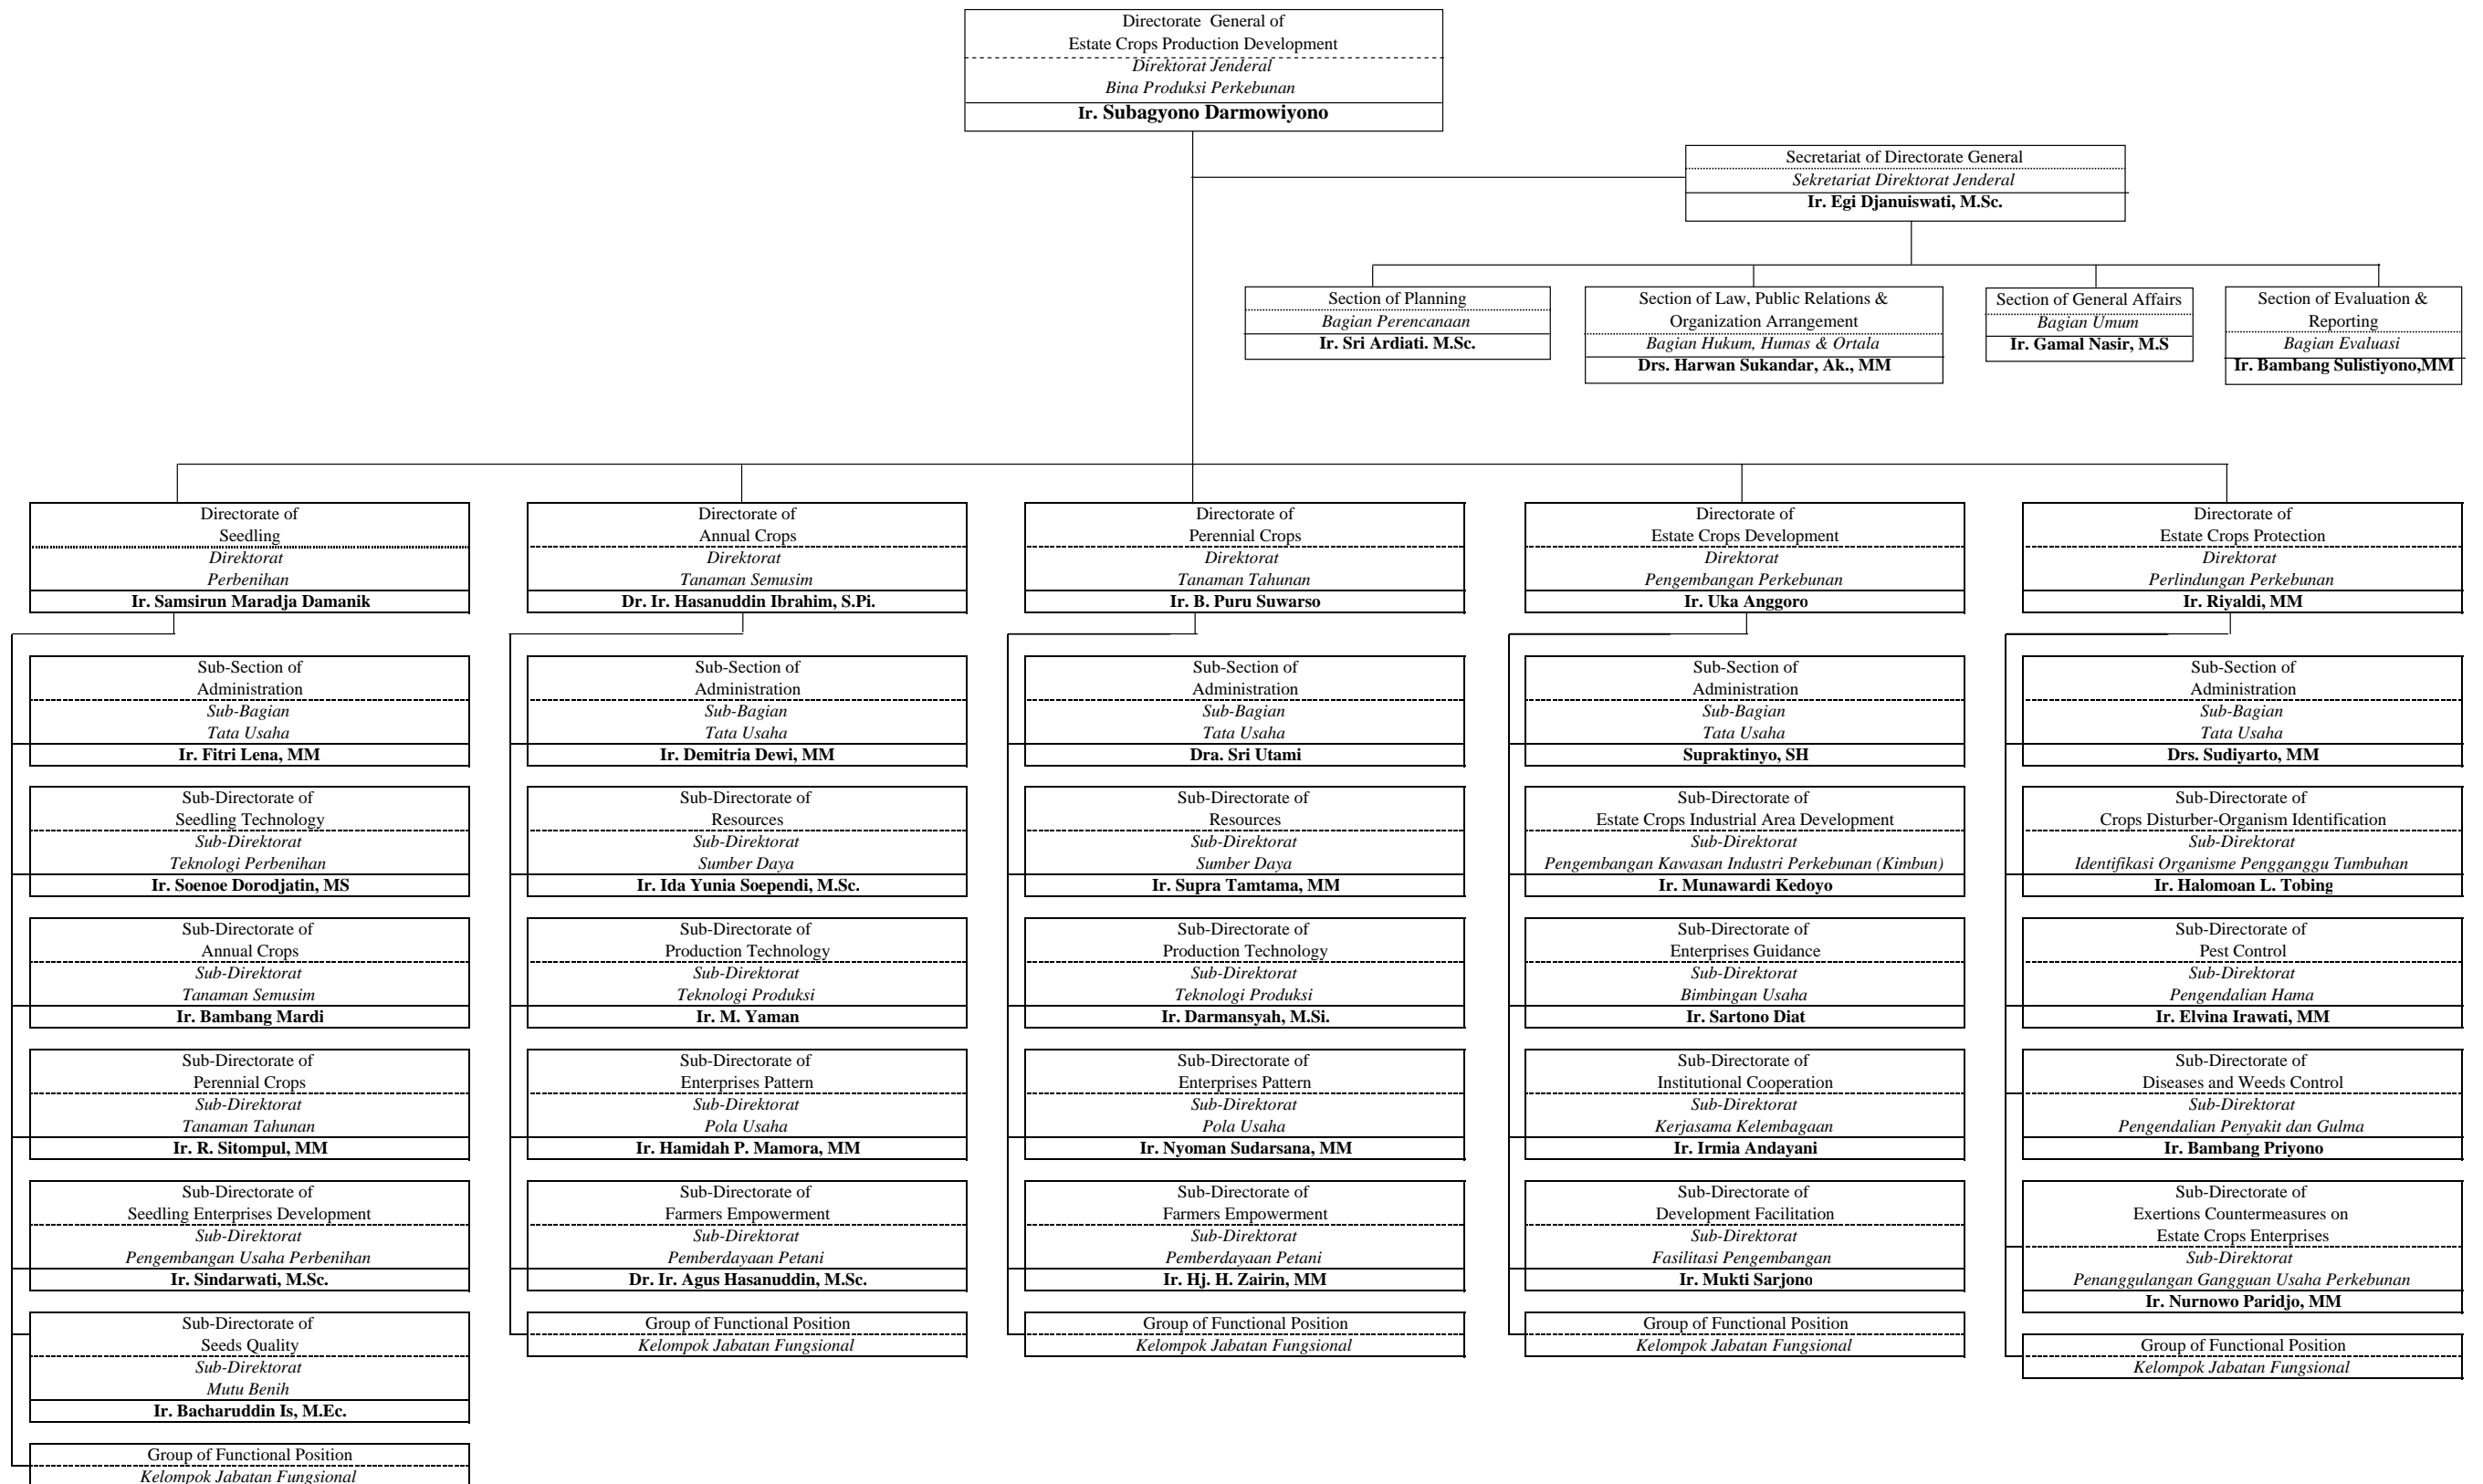 Directorate General of
Estate Crops Production Development
Direktorat Jenderal
Bina Produksi Perkebunan
Ir. Subagyono Darmowiyono
Secretariat of Directorate General
Sekretariat Direktorat Jenderal
Ir. Egi Djanuiswati, M.Sc.
Section of Planning
Bagian Perencanaan
Ir. Sri Ardiati. M.Sc.
Section of Law, Public Relations &
Organization Arrangement
Bagian Hukum, Humas & Ortala
Drs. Harwan Sukandar, Ak., MM
Section of General Affairs
Bagian Umum
Ir. Gamal Nasir, M.S
Section of Evaluation &
Reporting
Bagian Evaluasi
Ir. Bambang Sulistiyono,MM
Directorate of
Seedling
Direktorat
Perbenihan
Ir. Samsirun Maradja Damanik
Sub-Section of
Administration
Sub-Bagian
Tata Usaha
Ir. Fitri Lena, MM
Sub-Directorate of
Seedling Technology
Sub-Direktorat
Teknologi Perbenihan
Ir. Soenoe Dorodjatin, MS
Sub-Directorate of
Annual Crops
Sub-Direktorat
Tanaman Semusim
Ir. Bambang Mardi
Sub-Directorate of
Perennial Crops
Sub-Direktorat
Tanaman Tahunan
Ir. R. Sitompul, MM
Sub-Directorate of
Seedling Enterprises Development
Sub-Direktorat
Pengembangan Usaha Perbenihan
Ir. Sindarwati, M.Sc.
Sub-Directorate of
Seeds Quality
Sub-Direktorat
Mutu Benih
Ir. Bacharuddin Is, M.Ec.
Group of Functional Position
Kelompok Jabatan Fungsional
Directorate of
Annual Crops
Direktorat
Tanaman Semusim
Dr. Ir. Hasanuddin Ibrahim, S.Pi.
Sub-Section of
Administration
Sub-Bagian
Tata Usaha
Ir. Demitria Dewi, MM
Sub-Directorate of
Resources
Sub-Direktorat
Sumber Daya
Ir. Ida Yunia Soependi, M.Sc.
Sub-Directorate of
Production Technology
Sub-Direktorat
Teknologi Produksi
Ir. M. Yaman
Sub-Directorate of
Enterprises Pattern
Sub-Direktorat
Pola Usaha
Ir. Hamidah P. Mamora, MM
Sub-Directorate of
Farmers Empowerment
Sub-Direktorat
Pemberdayaan Petani
Dr. Ir. Agus Hasanuddin, M.Sc.
Group of Functional Position
Kelompok Jabatan Fungsional
Directorate of
Perennial Crops
Direktorat
Tanaman Tahunan
Ir. B. Puru Suwarso
Sub-Section of
Administration
Sub-Bagian
Tata Usaha
Dra. Sri Utami
Sub-Directorate of
Resources
Sub-Direktorat
Sumber Daya
Ir. Supra Tamtama, MM
Sub-Directorate of
Production Technology
Sub-Direktorat
Teknologi Produksi
Ir. Darmansyah, M.Si.
Sub-Directorate of
Enterprises Pattern
Sub-Direktorat
Pola Usaha
Ir. Nyoman Sudarsana, MM
Sub-Directorate of
Farmers Empowerment
Sub-Direktorat
Pemberdayaan Petani
Ir. Hj. H. Zairin, MM
Group of Functional Position
Kelompok Jabatan Fungsional
Directorate of
Estate Crops Development
Direktorat
Pengembangan Perkebunan
Ir. Uka Anggoro
Sub-Section of
Administration
Sub-Bagian
Tata Usaha
Supraktinyo, SH
Sub-Directorate of
Estate Crops Industrial Area Development
Sub-Direktorat
Pengembangan Kawasan Industri Perkebunan (Kimbun)
Ir. Munawardi Kedoyo
Sub-Directorate of
Enterprises Guidance
Sub-Direktorat
Bimbingan Usaha
Ir. Sartono Diat
Sub-Directorate of
Institutional Cooperation
Sub-Direktorat
Kerjasama Kelembagaan
Ir. Irmia Andayani
Sub-Directorate of
Development Facilitation
Sub-Direktorat
Fasilitasi Pengembangan
Ir. Mukti Sarjono
Group of Functional Position
Kelompok Jabatan Fungsional
Directorate of
Estate Crops Protection
Direktorat
Perlindungan Perkebunan
Ir. Riyaldi, MM
Sub-Section of
Administration
Sub-Bagian
Tata Usaha
Drs. Sudiyarto, MM
Sub-Directorate of
Crops Disturber-Organism Identification
Sub-Direktorat
Identifikasi Organisme Pengganggu Tumbuhan
Ir. Halomoan L. Tobing
Sub-Directorate of
Pest Control
Sub-Direktorat
Pengendalian Hama
Ir. Elvina Irawati, MM
Sub-Directorate of
Diseases and Weeds Control
Sub-Direktorat
Pengendalian Penyakit dan Gulma
Ir. Bambang Priyono
Sub-Directorate of
Exertions Countermeasures on
Estate Crops Enterprises
Sub-Direktorat
Penanggulangan Gangguan Usaha Perkebunan
Ir. Nurnowo Paridjo, MM
Group of Functional Position
Kelompok Jabatan Fungsional